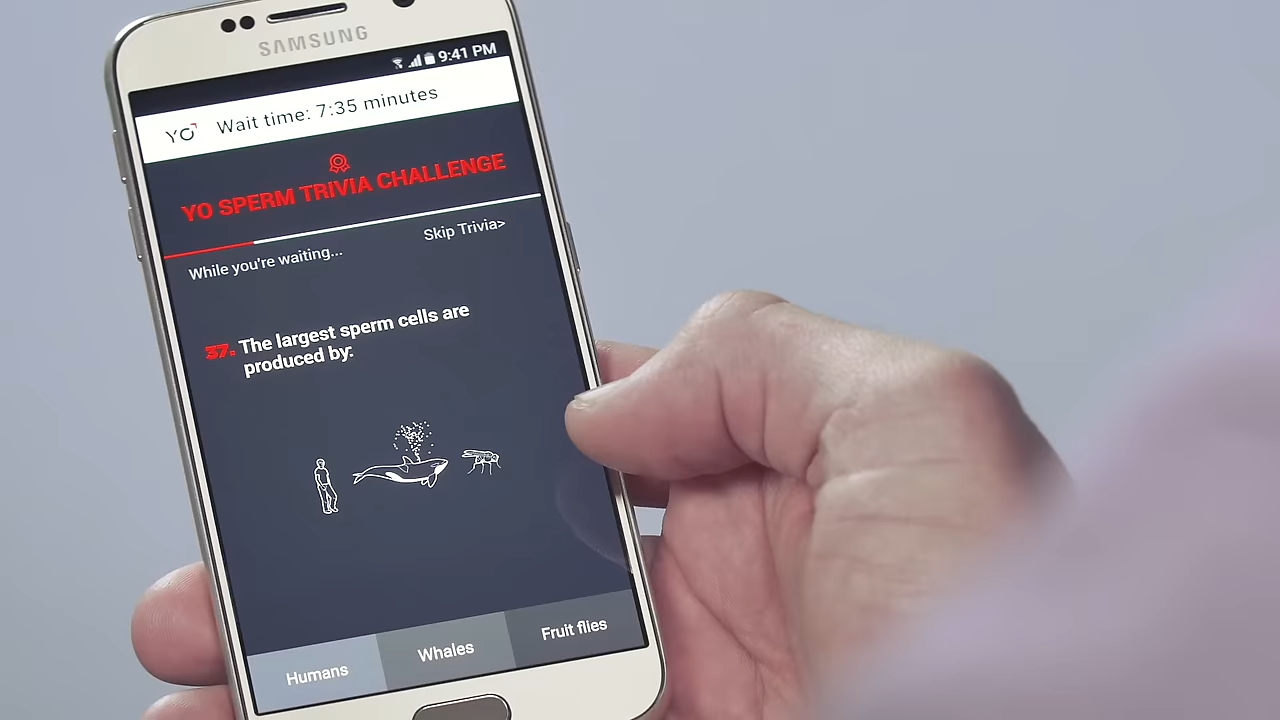 SAMSUNG
9:41 PM
YO Wait time: 7:35 minutes
YO SPERM TRIVIA CHALLENGE
Skip Trivia>
While you're waiting...
37. The largest sperm cells are
produced by:
Humans Whales Fruit flies